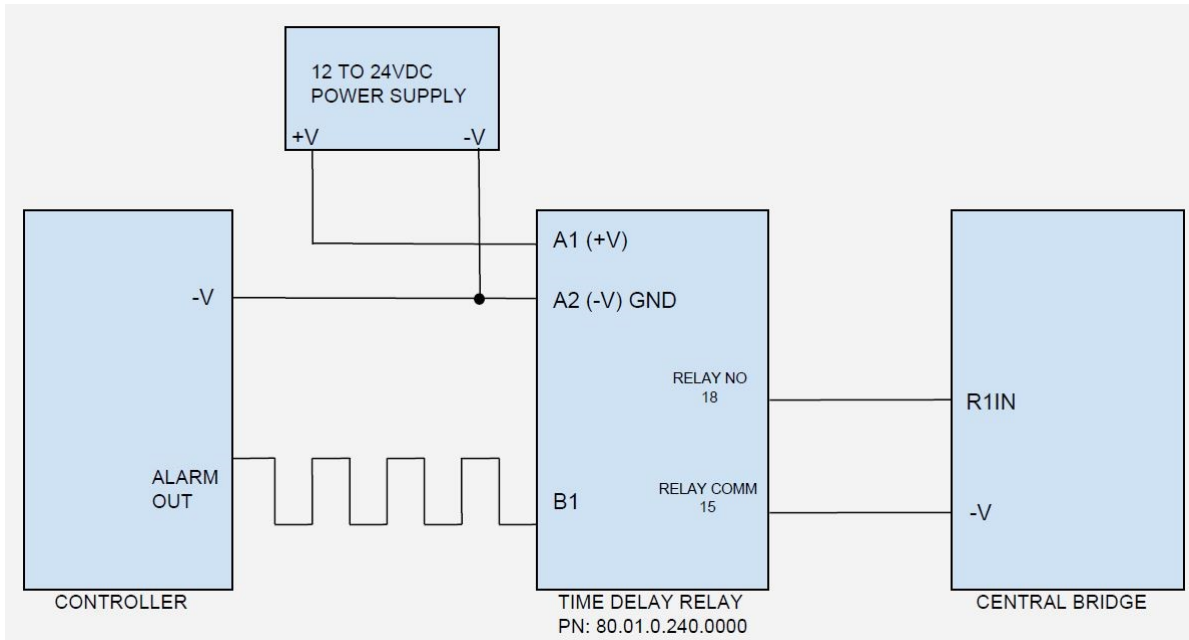 12 TO 24VDC
POWER SUPPLY
+V
-V
-V
ALARM
OUT
CONTROLLER
A1 (+V)
A2 (-V) GND
RELAY NO
18
B1
RELAY COMM
15
TIME DELAY RELAY
PN: 80.01.0.240.0000
R1IN
-V
CENTRAL BRIDGE